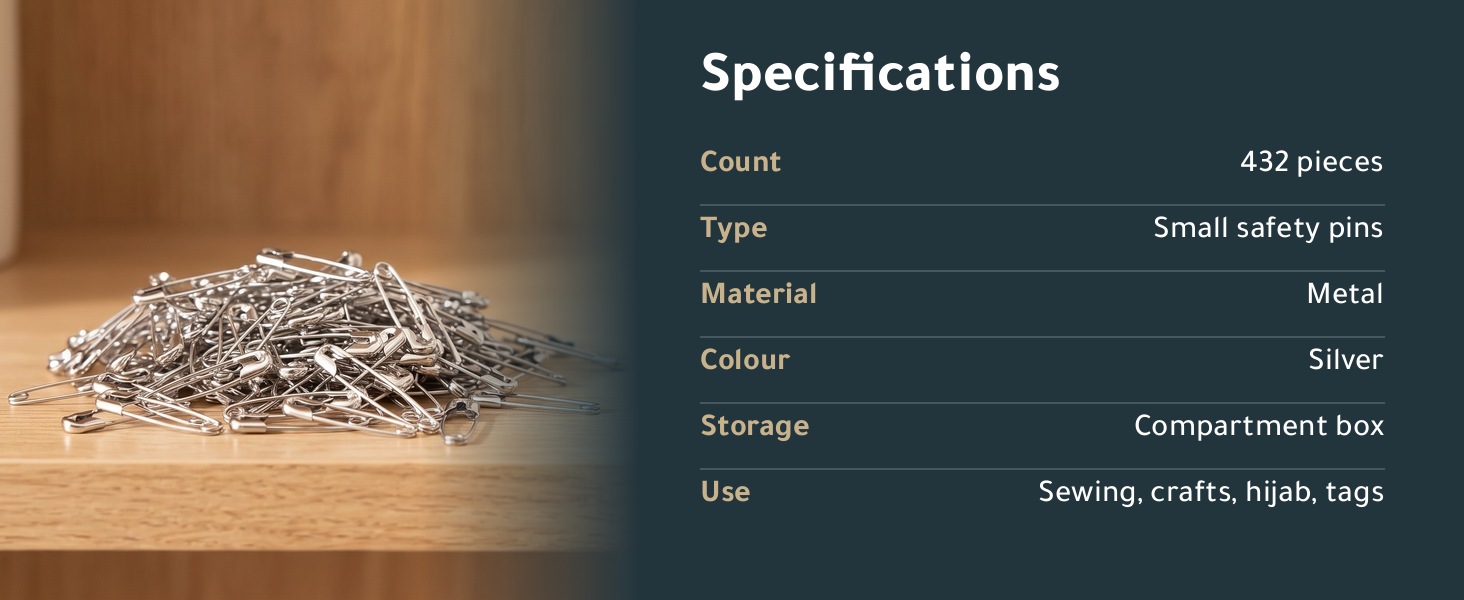 Specifications
Count 432 pieces
Type Small safety pins
Material Metal
Colour Silver
Storage Compartment box
Use Sewing, crafts, hijab, tags